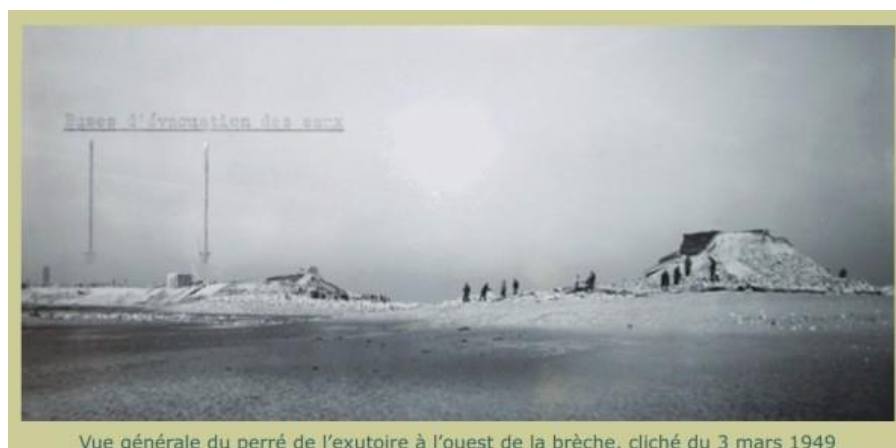 Buses d'évacuation des eaux
Vue générale du perré de l'exutoire à l'ouest de la brèche, cliché du 3 mars 1949